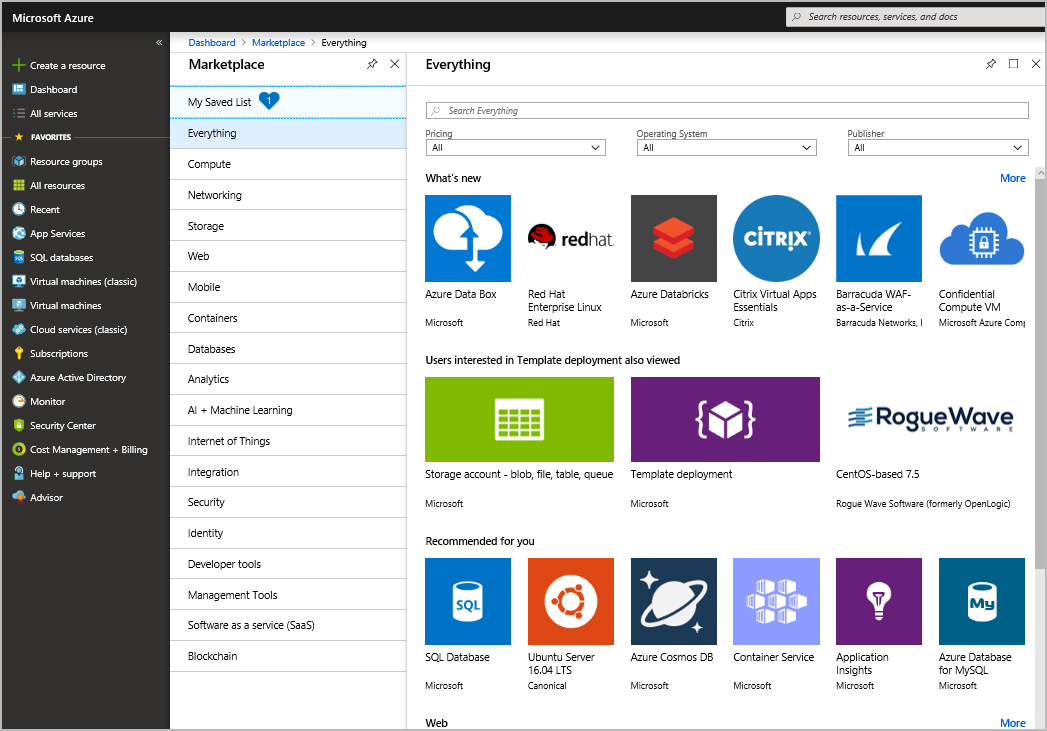 Microsoft Azure
Search resources, services, and docs
«
Create a resource
Dashboard
All services
FAVORITES
Resource groups
All resources
Recent
App Services
SQL databases
Virtual machines (classic)
Virtual machines
Cloud services (classic)
Subscriptions
Azure Active Directory
Monitor
Security Center
Cost Management + Billing
Help + support
Advisor
Dashboard > Marketplace > Everything
Marketplace
My Saved List 1
Everything
Compute
Networking
Storage
Web
Mobile
Containers
Databases
Analytics
AI + Machine Learning
Internet of Things
Integration
Security
Identity
Developer tools
Management Tools
Software as a service (SaaS)
Blockchain
Everything
Search Everything
Pricing Operating System Publisher
All All All
What's new More
redhat. CİTRIX
Azure Data Box Red Hat Azure Databricks Citrix Virtual Apps Barracuda WAF- Confidential
Enterprise Linux Essentials as-a-Service Compute VM
Microsoft Red Hat Microsoft Citrix Barracuda Networks, Microsoft Azure
Users interested in Template deployment also viewed
RogueWave
SOFTWARE
Storage account - blob, file, table, queue Template deployment CentOS-based 7.5
Microsoft Microsoft Rogue Wave Software (formerly OpenLogic)
Recommended for you
SQL My
SQL Database Ubuntu Server Azure Cosmos DB Container Service Application Azure Database
16.04 LTS Insights for MySQL
Microsoft Canonical Microsoft Microsoft Microsoft Microsoft
Web More